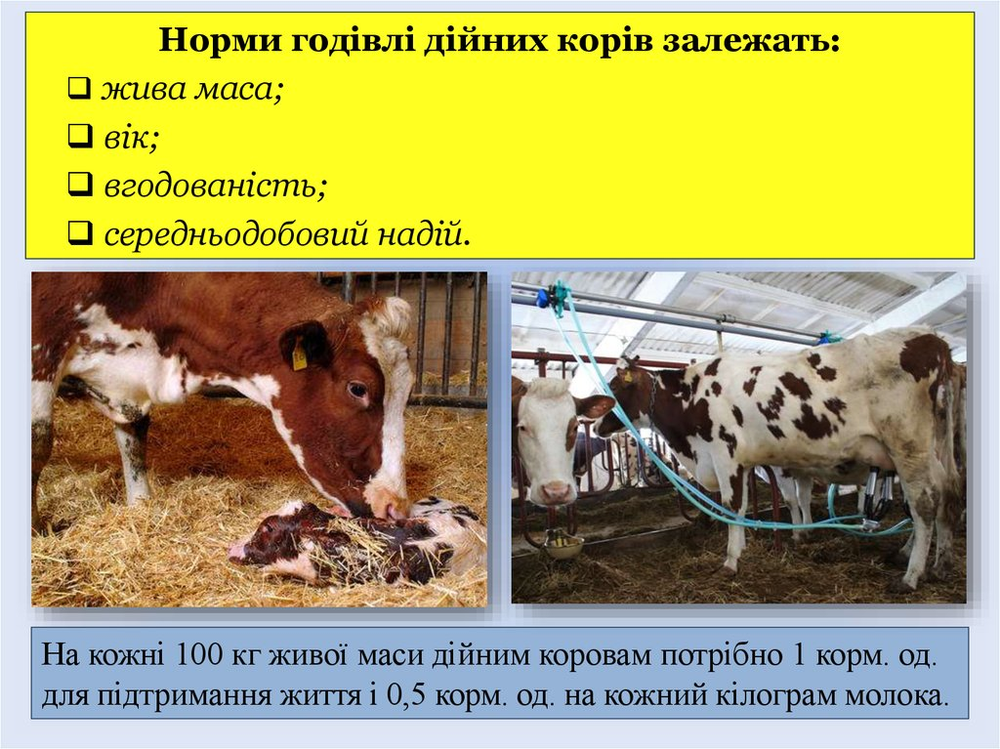 Норми годівлі дійних корів залежать:
❑ жива маса;
❑ вік;
❑ вгодованість;
❑ середньодобовий надій.
На кожні 100 кг живої маси дійним коровам потрібно 1 корм. од.
для підтримання життя і 0,5 корм. од. на кожний кілограм молока.